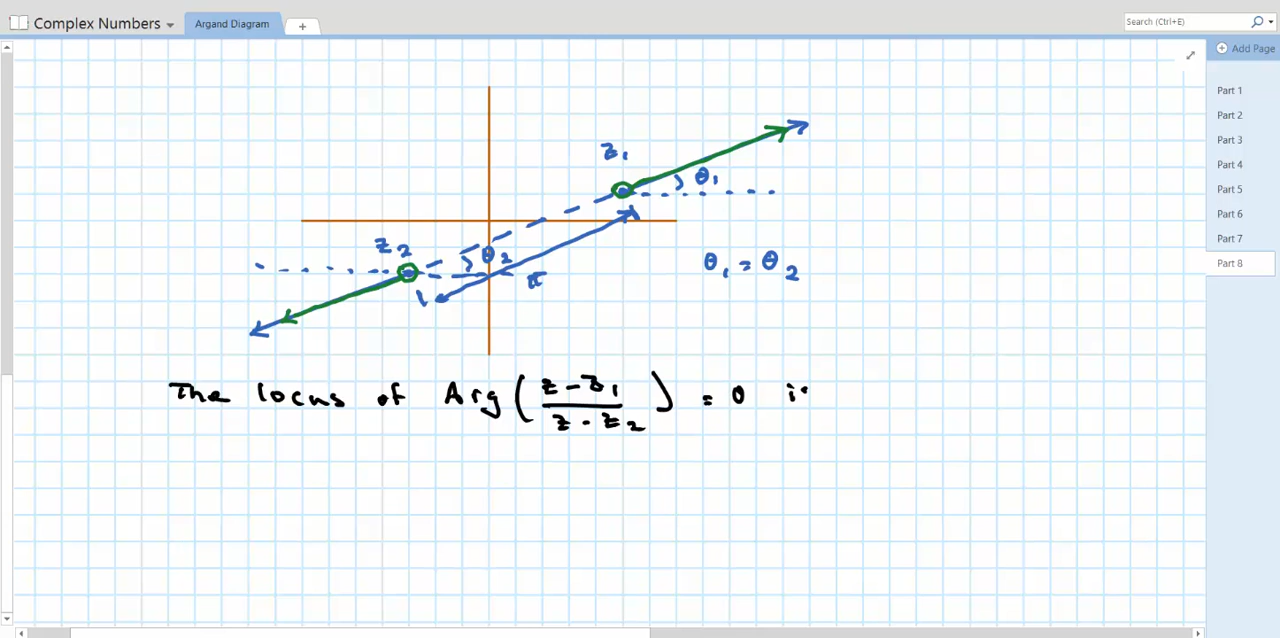 Complex Numbers
Argand Diagram
+
Search (Ctrl+E)
Add Page
Part 1
Part 2
Part 3
Part 4
Part 5
Part 6
Part 7
Part 8
z₁
θ₁
z₂
θ₂
π
θ₁ = θ₂
The locus of Arg((z - z₁)/(z - z₂)) = 0 is